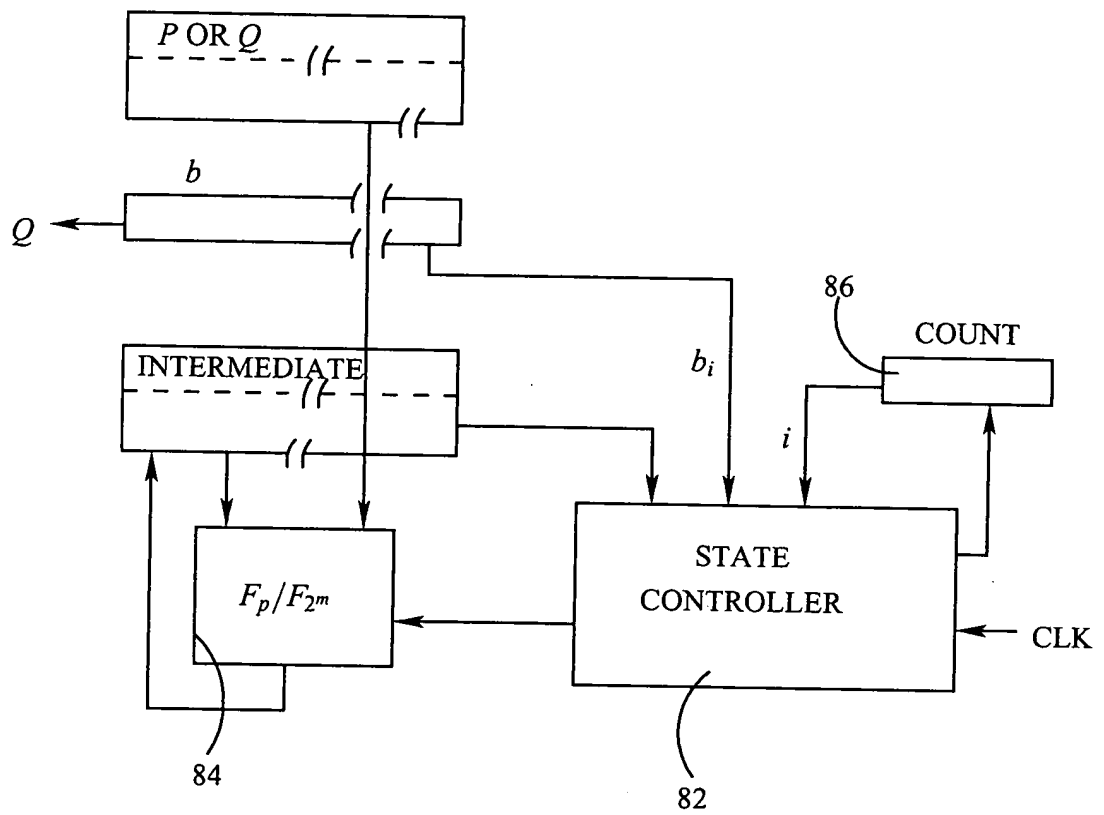 P OR Q
b
Q
86
COUNT
INTERMEDIATE
b_i
i
STATE
CONTROLLER
F_p/F_{2^m}
CLK
84
82